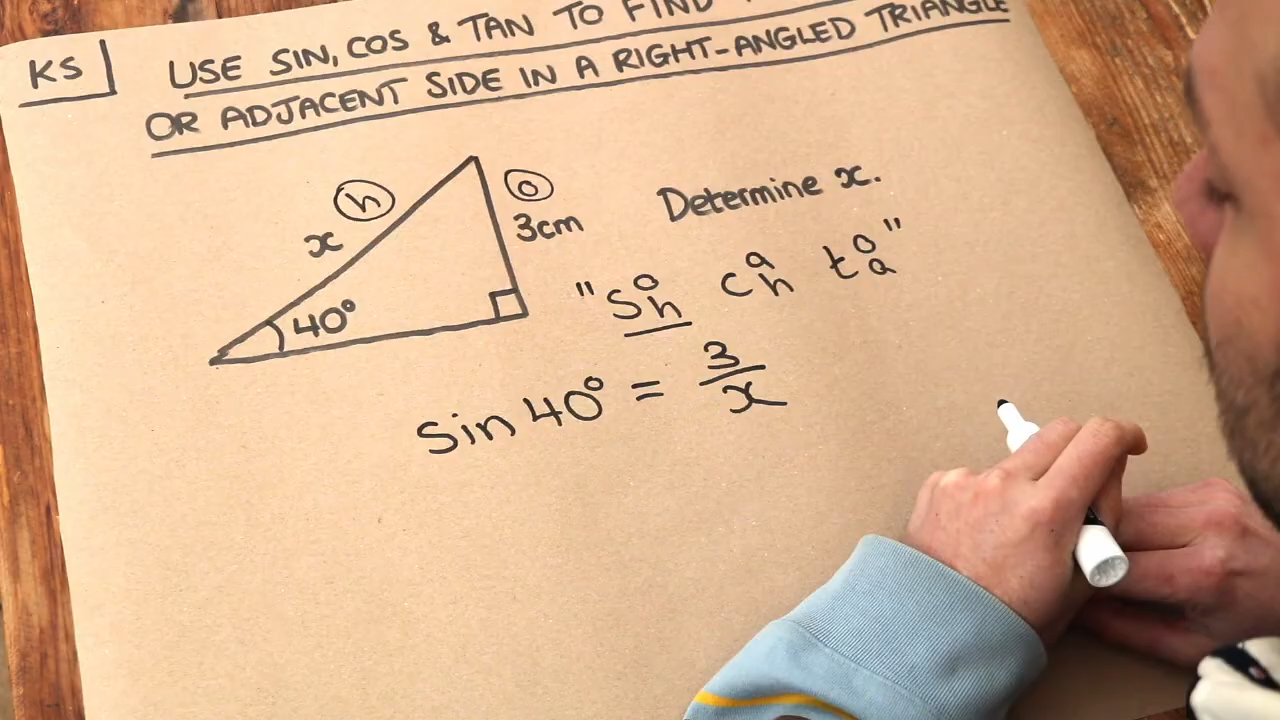 KS
USE SIN, COS & TAN TO FIND
OR ADJACENT SIDE IN A RIGHT-ANGLED TRIANGLE
h
o
x
3cm
40°
Determine x.
"S o/h C a/h t o/a"
sin 40° = 3/x